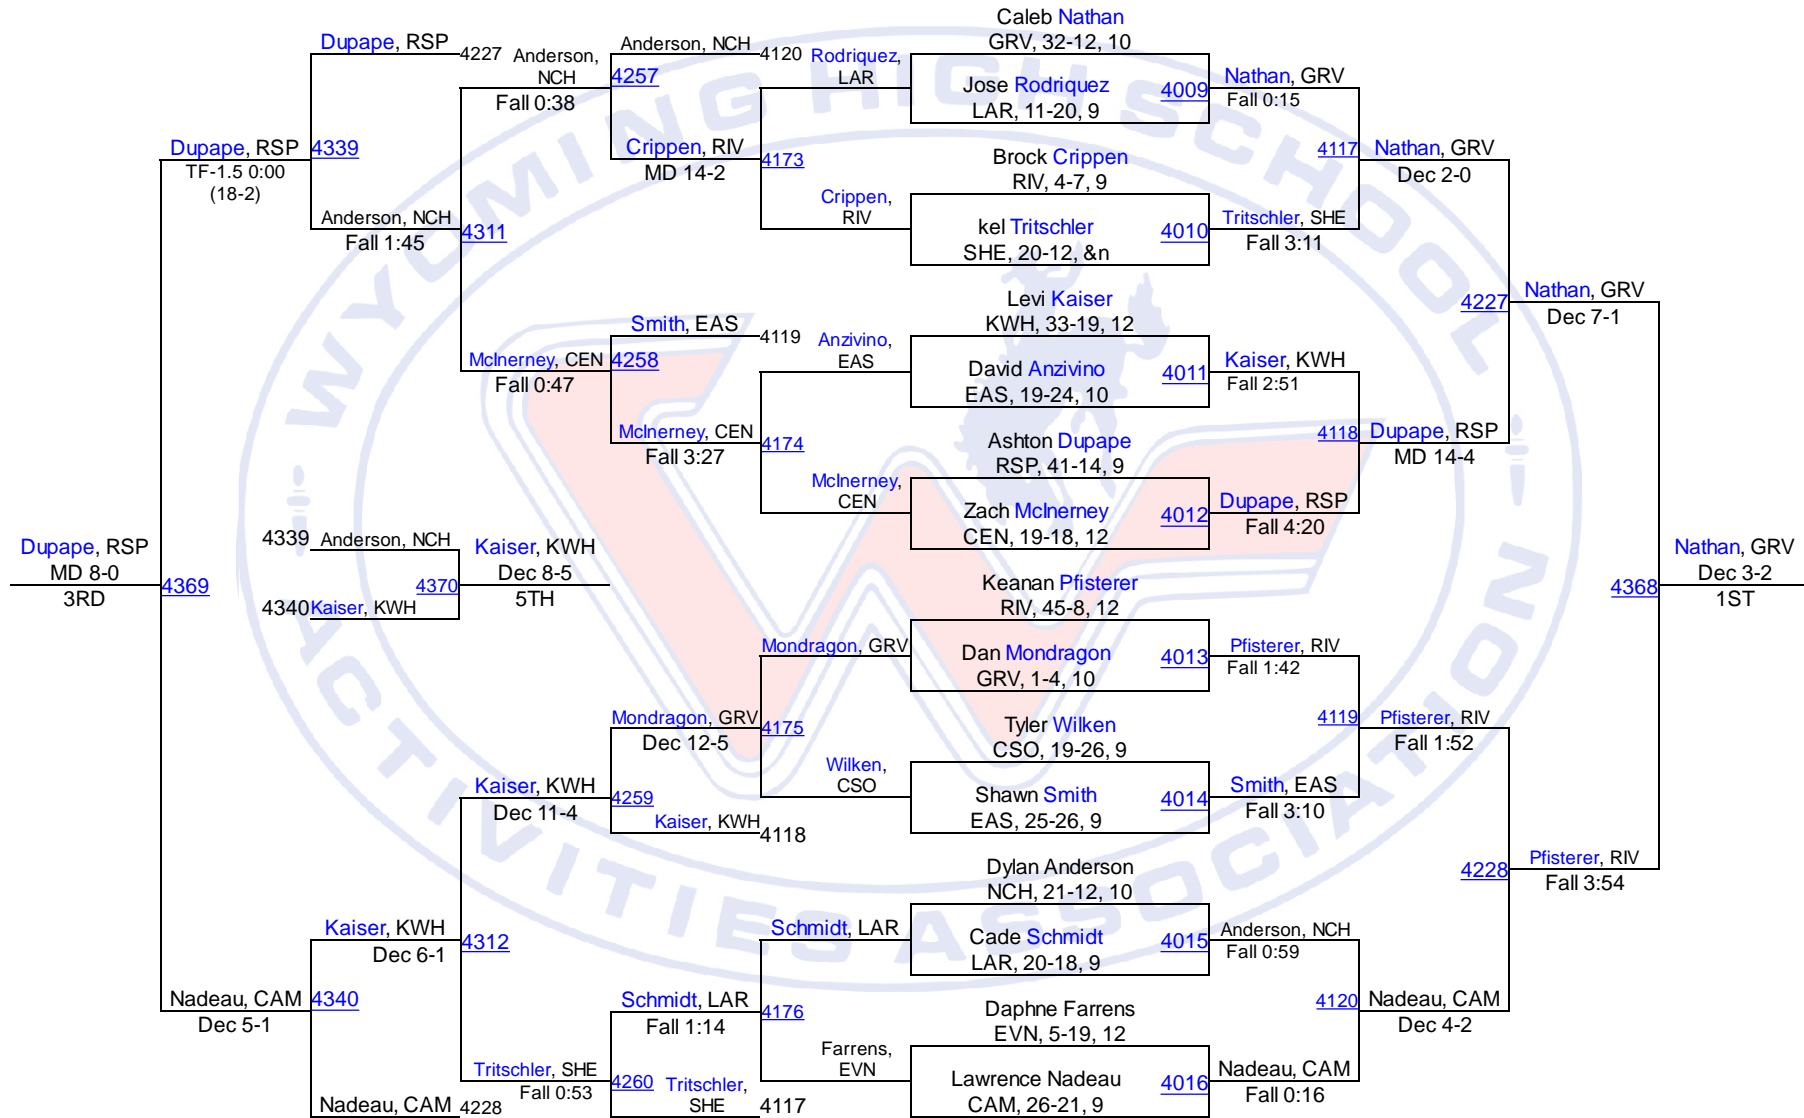 WYOMING HIGH SCHOOL
ACTIVITIES ASSOCIATION
Dupape, RSP
4227
Anderson,
NCH
Fall 0:38
Anderson, NCH
4120
4257
Crippen, RIV
MD 14-2
Dupape, RSP
TF-1.5 0:00
(18-2)
4339
Anderson, NCH
Fall 1:45
4311
Smith, EAS
4119
McInerney, CEN
Fall 0:47
4258
McInerney, CEN
Fall 3:27
Rodriquez,
LAR
4173
Crippen,
RIV
Anzivino,
EAS
4174
McInerney,
CEN
Caleb Nathan
GRV, 32-12, 10
Jose Rodriquez
LAR, 11-20, 9
4009
Nathan, GRV
Fall 0:15
Brock Crippen
RIV, 4-7, 9
kel Tritschler
SHE, 20-12, &n
4010
Tritschler, SHE
Fall 3:11
4117
Nathan, GRV
Dec 2-0
Levi Kaiser
KWH, 33-19, 12
David Anzivino
EAS, 19-24, 10
4011
Kaiser, KWH
Fall 2:51
Ashton Dupape
RSP, 41-14, 9
Zach McInerney
CEN, 19-18, 12
4012
Dupape, RSP
Fall 4:20
4118
Dupape, RSP
MD 14-4
4227
Nathan, GRV
Dec 7-1
Dupape, RSP
MD 8-0
3RD
4369
4339
Anderson, NCH
4340
Kaiser, KWH
4370
Kaiser, KWH
Dec 8-5
5TH
Keanan Pfisterer
RIV, 45-8, 12
Dan Mondragon
GRV, 1-4, 10
4013
Pfisterer, RIV
Fall 1:42
Tyler Wilken
CSO, 19-26, 9
Shawn Smith
EAS, 25-26, 9
4014
Smith, EAS
Fall 3:10
4119
Pfisterer, RIV
Fall 1:52
4368
Nathan, GRV
Dec 3-2
1ST
Mondragon, GRV
4175
Wilken,
CSO
Mondragon, GRV
Dec 12-5
4259
Kaiser, KWH
4118
Kaiser, KWH
Dec 11-4
Dylan Anderson
NCH, 21-12, 10
Cade Schmidt
LAR, 20-18, 9
4015
Anderson, NCH
Fall 0:59
Daphne Farrens
EVN, 5-19, 12
Lawrence Nadeau
CAM, 26-21, 9
4016
Nadeau, CAM
Fall 0:16
4120
Nadeau, CAM
Dec 4-2
4228
Pfisterer, RIV
Fall 3:54
Schmidt, LAR
4176
Farrens,
EVN
Schmidt, LAR
Fall 1:14
4260
Tritschler,
SHE
4117
Tritschler, SHE
Fall 0:53
4312
Kaiser, KWH
Dec 6-1
4340
Nadeau, CAM
Dec 5-1
Nadeau, CAM
4228